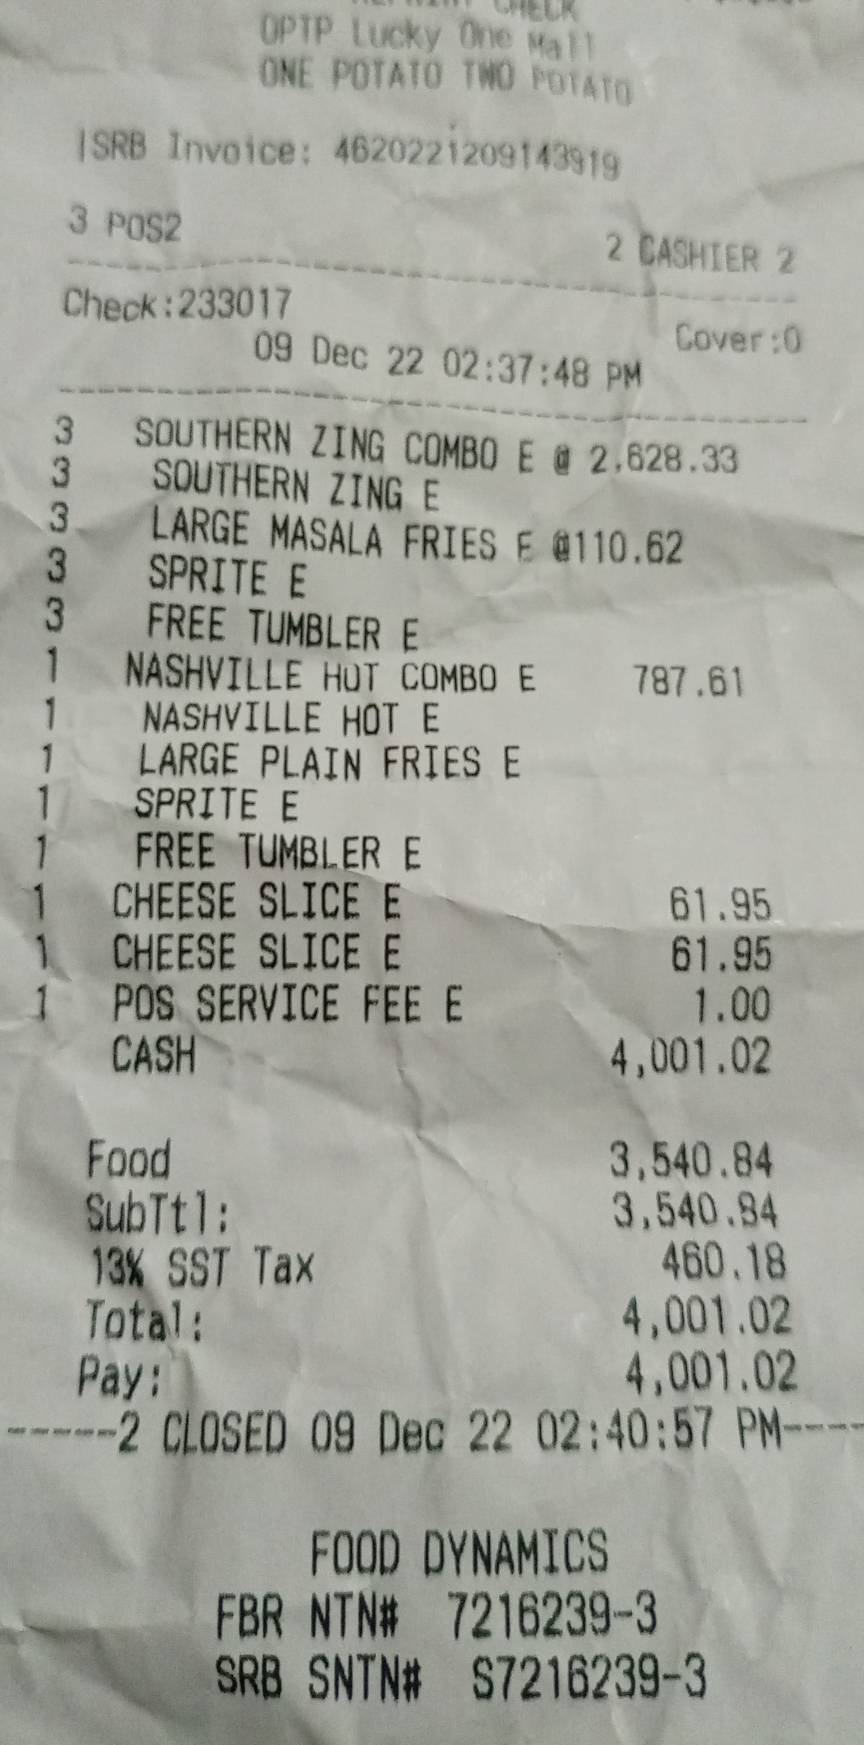 CHECK
OPTP Lucky One Mall
ONE POTATO TWO POTATO
|SRB Invoice: 4620221209143919
3 POS2 2 CASHIER 2
Check:233017 Cover:0
09 Dec 22 02:37:48 PM
3 SOUTHERN ZING COMBO E @ 2,628.33
3 SOUTHERN ZING E
3 LARGE MASALA FRIES E @110.62
3 SPRITE E
3 FREE TUMBLER E
1 NASHVILLE HOT COMBO E 787.61
1 NASHVILLE HOT E
1 LARGE PLAIN FRIES E
1 SPRITE E
1 FREE TUMBLER E
1 CHEESE SLICE E 61.95
1 CHEESE SLICE E 61.95
1 POS SERVICE FEE E 1.00
CASH 4,001.02
Food 3,540.84
SubTtl: 3,540.84
13% SST Tax 460.18
Total: 4,001.02
Pay: 4,001.02
-----2 CLOSED 09 Dec 22 02:40:57 PM----
FOOD DYNAMICS
FBR NTN# 7216239-3
SRB SNTN# S7216239-3